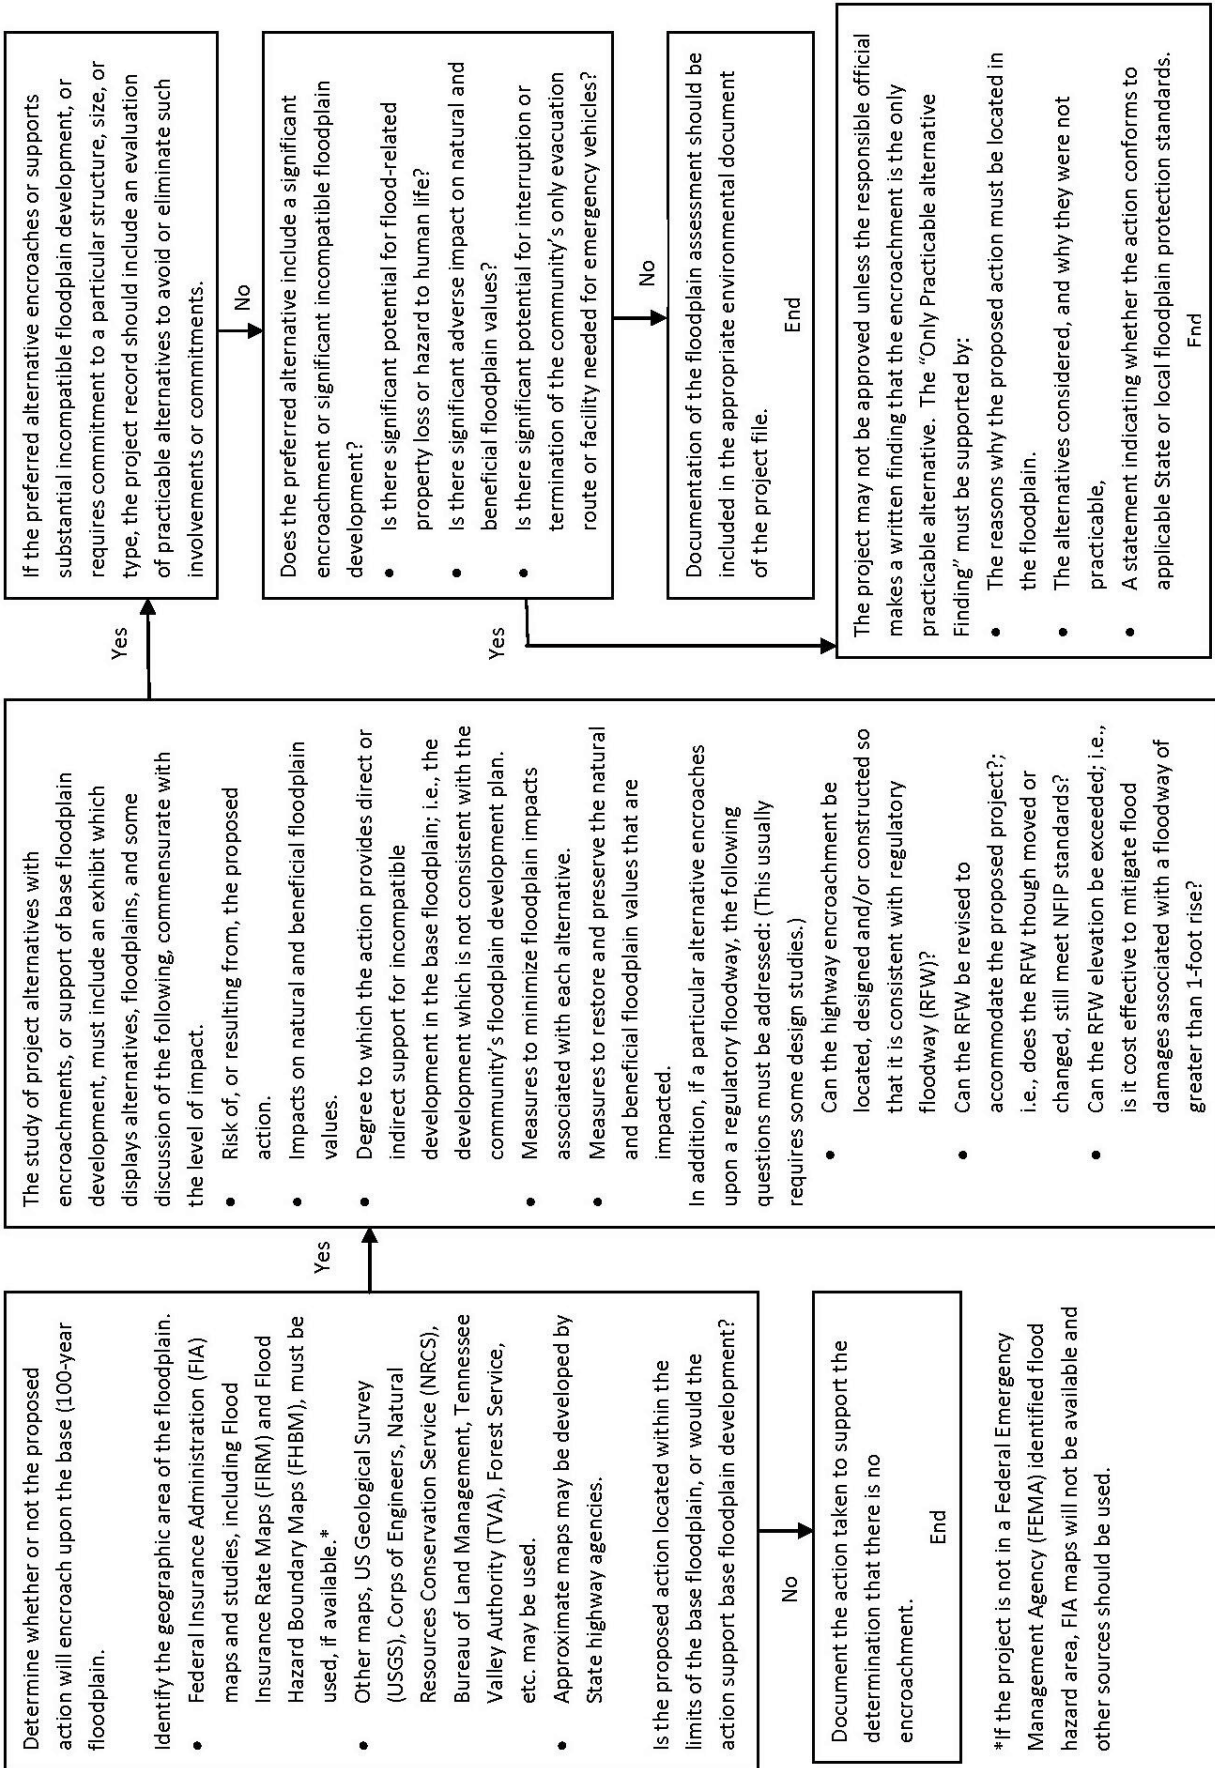 Determine whether or not the proposed
action will encroach upon the base (100-year
floodplain.
Identify the geographic area of the floodplain.
• Federal Insurance Administration (FIA)
maps and studies, including Flood
Insurance Rate Maps (FIRM) and Flood
Hazard Boundary Maps (FHBM), must be
used, if available.*
• Other maps, US Geological Survey
(USGS), Corps of Engineers, Natural
Resources Conservation Service (NRCS),
Bureau of Land Management, Tennessee
Valley Authority (TVA), Forest Service,
etc. may be used.
• Approximate maps may be developed by
State highway agencies.
Is the proposed action located within the
limits of the base floodplain, or would the
action support base floodplain development?
No
Document the action taken to support the
determination that there is no
encroachment.
End
*If the project is not in a Federal Emergency
Management Agency (FEMA) identified flood
hazard area, FIA maps will not be available and
other sources should be used.
Yes
The study of project alternatives with
encroachments, or support of base floodplain
development, must include an exhibit which
displays alternatives, floodplains, and some
discussion of the following, commensurate with
the level of impact.
• Risk of, or resulting from, the proposed
action.
• Impacts on natural and beneficial floodplain
values.
• Degree to which the action provides direct or
indirect support for incompatible
development in the base floodplain; i.e., the
development which is not consistent with the
community's floodplain development plan.
• Measures to minimize floodplain impacts
associated with each alternative.
• Measures to restore and preserve the natural
and beneficial floodplain values that are
impacted.
In addition, if a particular alternative encroaches
upon a regulatory floodway, the following
questions must be addressed: (This usually
requires some design studies.)
• Can the highway encroachment be
located, designed and/or constructed so
that it is consistent with regulatory
floodway (RFW)?
• Can the RFW be revised to
accommodate the proposed project?;
i.e., does the RFW though moved or
changed, still meet NFIP standards?
• Can the RFW elevation be exceeded; i.e.,
is it cost effective to mitigate flood
damages associated with a floodway of
greater than 1-foot rise?
Yes
If the preferred alternative encroaches or supports
substantial incompatible floodplain development, or
requires commitment to a particular structure, size, or
type, the project record should include an evaluation
of practicable alternatives to avoid or eliminate such
involvements or commitments.
No
Does the preferred alternative include a significant
encroachment or significant incompatible floodplain
development?
• Is there significant potential for flood-related
property loss or hazard to human life?
• Is there significant adverse impact on natural and
beneficial floodplain values?
• Is there significant potential for interruption or
termination of the community's only evacuation
route or facility needed for emergency vehicles?
Yes
No
Documentation of the floodplain assessment should be
included in the appropriate environmental document
of the project file.
End
The project may not be approved unless the responsible official
makes a written finding that the encroachment is the only
practicable alternative. The “Only Practicable alternative
Finding” must be supported by:
• The reasons why the proposed action must be located in
the floodplain.
• The alternatives considered, and why they were not
practicable,
• A statement indicating whether the action conforms to
applicable State or local floodplain protection standards.
End